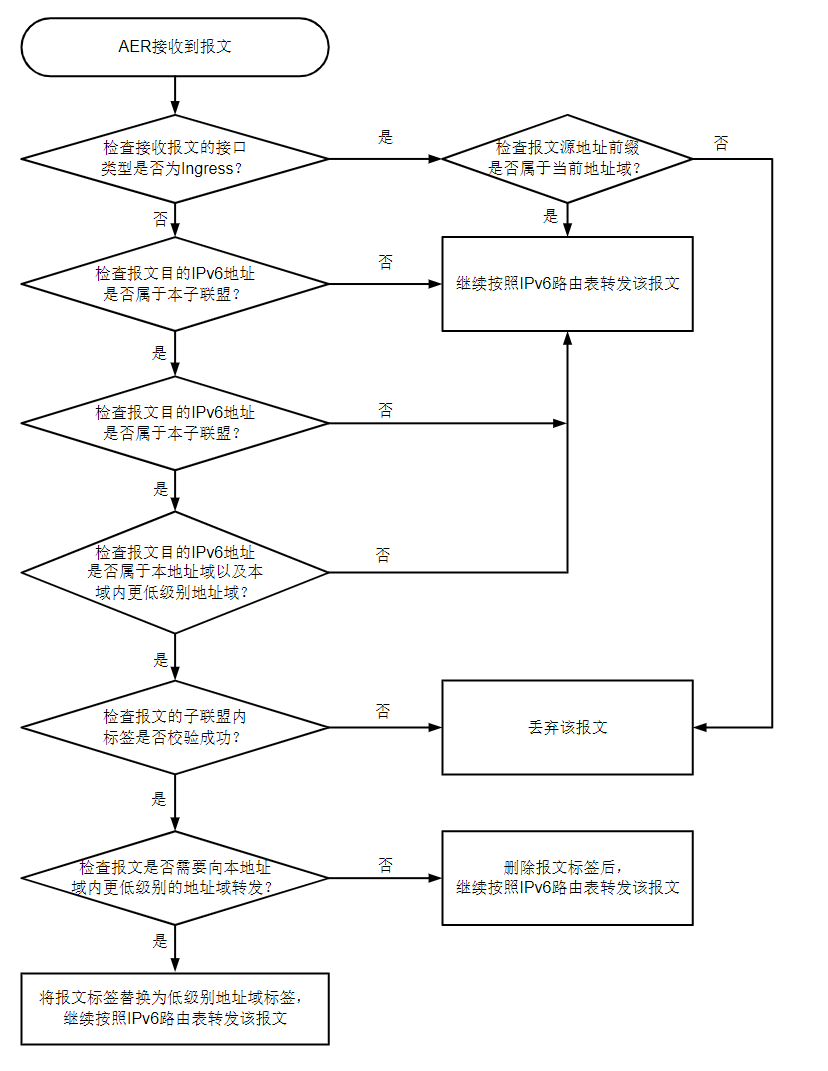 AER接收到报文
检查接收报文的接口
类型是否为Ingress？
是
检查报文源地址前缀
是否属于当前地址域？
否
否
是
检查报文目的IPv6地址
是否属于本子联盟？
否
继续按照IPv6路由表转发该报文
是
检查报文目的IPv6地址
是否属于本子联盟？
否
是
检查报文目的IPv6地址
是否属于本地址域以及本
域内更低级别地址域？
否
是
检查报文的子联盟内
标签是否校验成功？
否
丢弃该报文
是
检查报文是否需要向本地址
域内更低级别的地址域转发？
否
删除报文标签后，
继续按照IPv6路由表转发该报文
是
将报文标签替换为低级别地址域标签，
继续按照IPv6路由表转发该报文